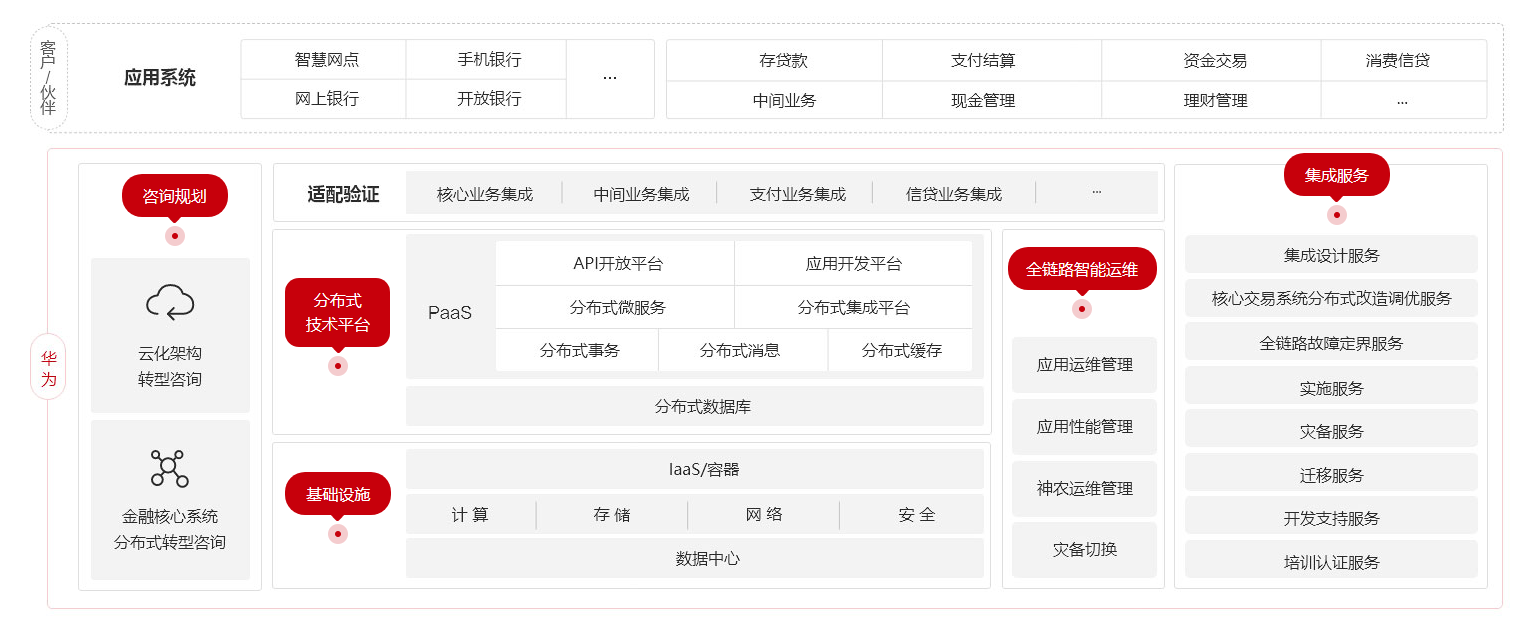 客户/伙伴
应用系统
智慧网点
手机银行
网上银行
开放银行
...
存贷款
支付结算
资金交易
消费信贷
中间业务
现金管理
理财管理
...
华为
咨询规划
云化架构
转型咨询
金融核心系统
分布式转型咨询
适配验证
核心业务集成
中间业务集成
支付业务集成
信贷业务集成
...
分布式
技术平台
PaaS
API开放平台
应用开发平台
分布式微服务
分布式集成平台
分布式事务
分布式消息
分布式缓存
分布式数据库
基础设施
IaaS/容器
计 算
存 储
网 络
安 全
数据中心
全链路智能运维
应用运维管理
应用性能管理
神农运维管理
灾备切换
集成服务
集成设计服务
核心交易系统分布式改造调优服务
全链路故障定界服务
实施服务
灾备服务
迁移服务
开发支持服务
培训认证服务